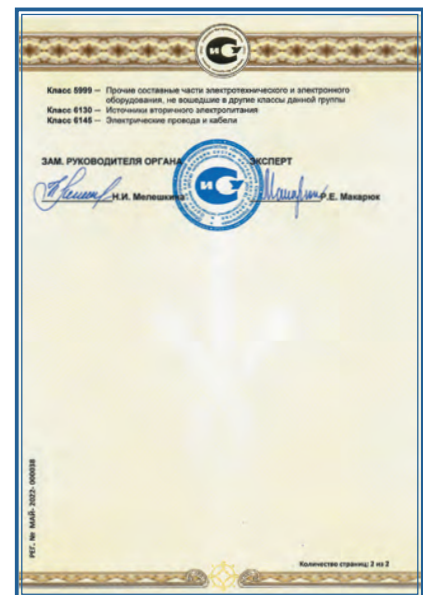 Класс 5999 – Прочие составные части электротехнического и электронного
оборудования, не вошедшие в другие классы данной группы
Класс 6130 – Источники вторичного электропитания
Класс 6145 – Электрические провода и кабели
ЗАМ. РУКОВОДИТЕЛЯ ОРГАНА ЭКСПЕРТ
Н.И. Мелешкина Р.Е. Макарюк
РЕГ. № МАЙ- 2022- 000038
Количество страниц: 2 из 2